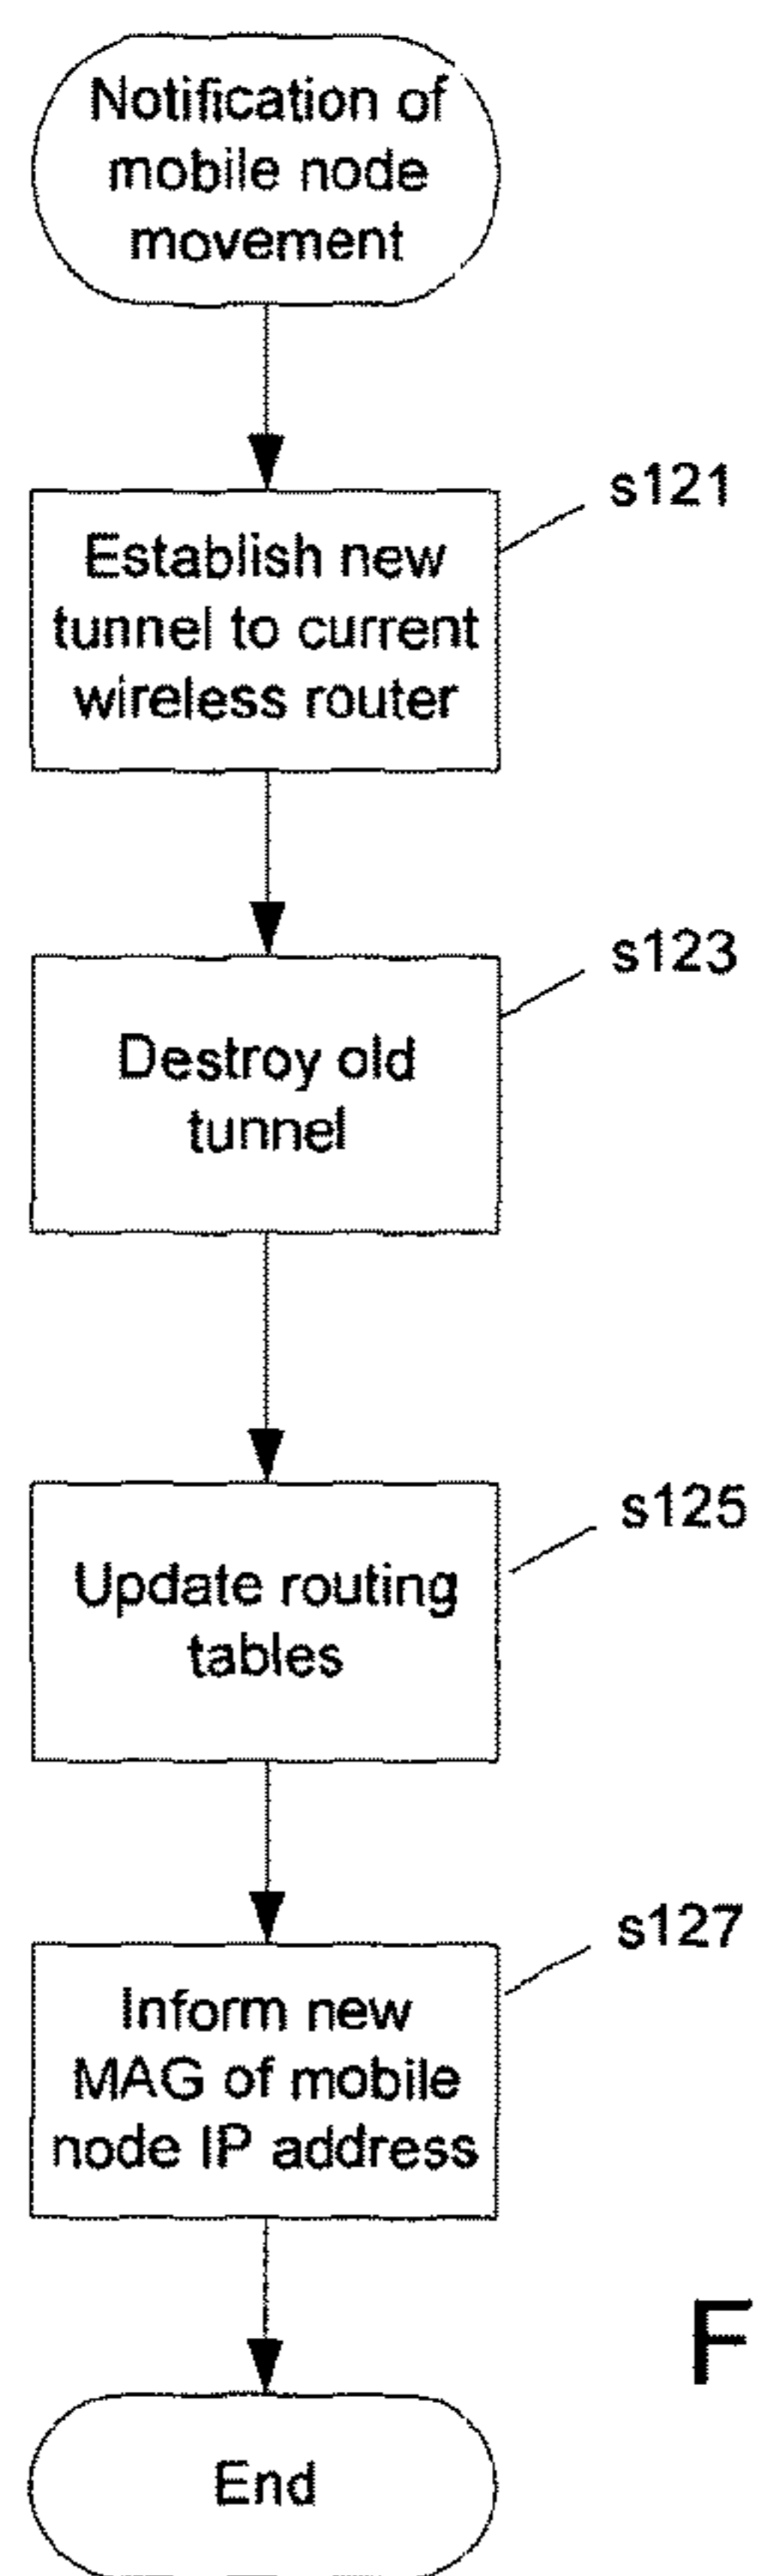 Notification of
mobile node
movement
s121
Establish new
tunnel to current
wireless router
s123
Destroy old
tunnel
s125
Update routing
tables
s127
Inform new
MAG of mobile
node IP address
F
End